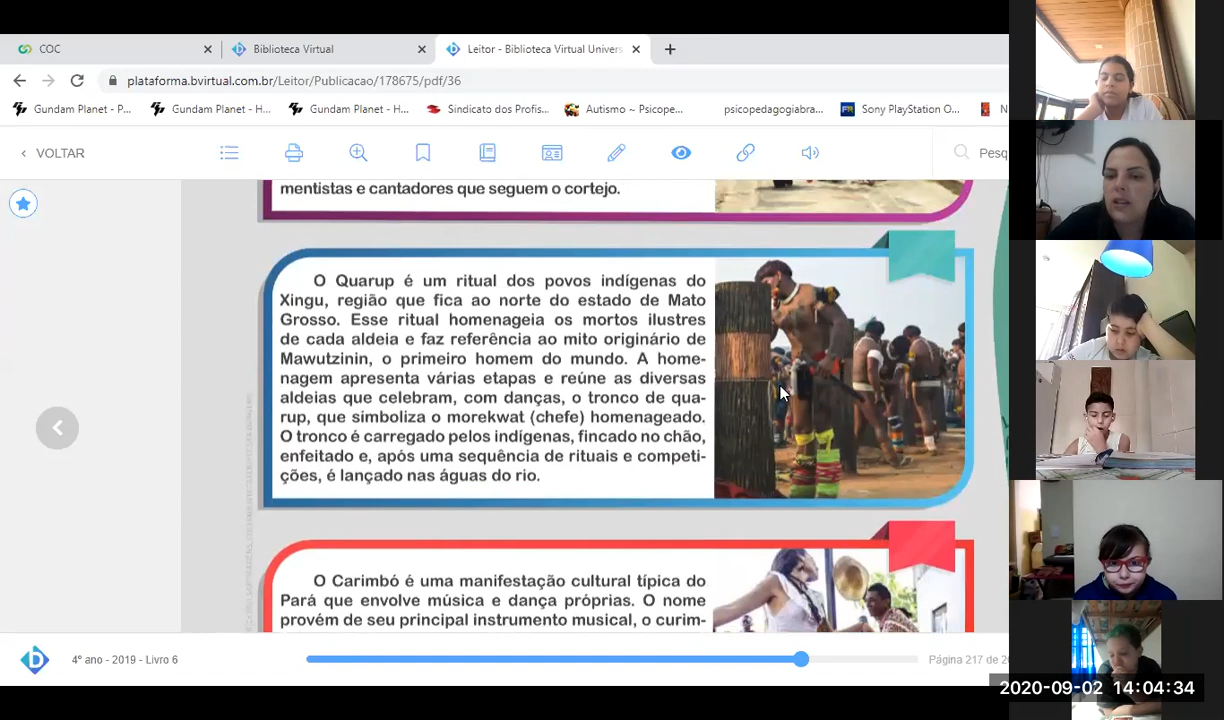 COC
Biblioteca Virtual
Leitor - Biblioteca Virtual Univers
plataforma.bvirtual.com.br/Leitor/Publicacao/178675/pdf/36
Gundam Planet - P...
Gundam Planet - H...
Gundam Planet - H...
Sindicato dos Profis...
Autismo ~ Psicope...
psicopedagogiabra...
Sony PlayStation O...
N
VOLTAR
Pesq
mentistas e cantadores que seguem o cortejo.
O Quarup é um ritual dos povos indígenas do
Xingu, região que fica ao norte do estado de Mato
Grosso. Esse ritual homenageia os mortos ilustres
de cada aldeia e faz referência ao mito originário de
Mawutzinin, o primeiro homem do mundo. A home-
nagem apresenta várias etapas e reúne as diversas
aldeias que celebram, com danças, o tronco de qua-
rup, que simboliza o morekwat (chefe) homenageado.
O tronco é carregado pelos indígenas, fincado no chão,
enfeitado e, após uma sequência de rituais e competi-
ções, é lançado nas águas do rio.
O Carimbó é uma manifestação cultural típica do
Pará que envolve música e dança próprias. O nome
provém de seu principal instrumento musical, o curim-
4º ano - 2019 - Livro 6
Página 217 de
2020-09-02 14:04:34